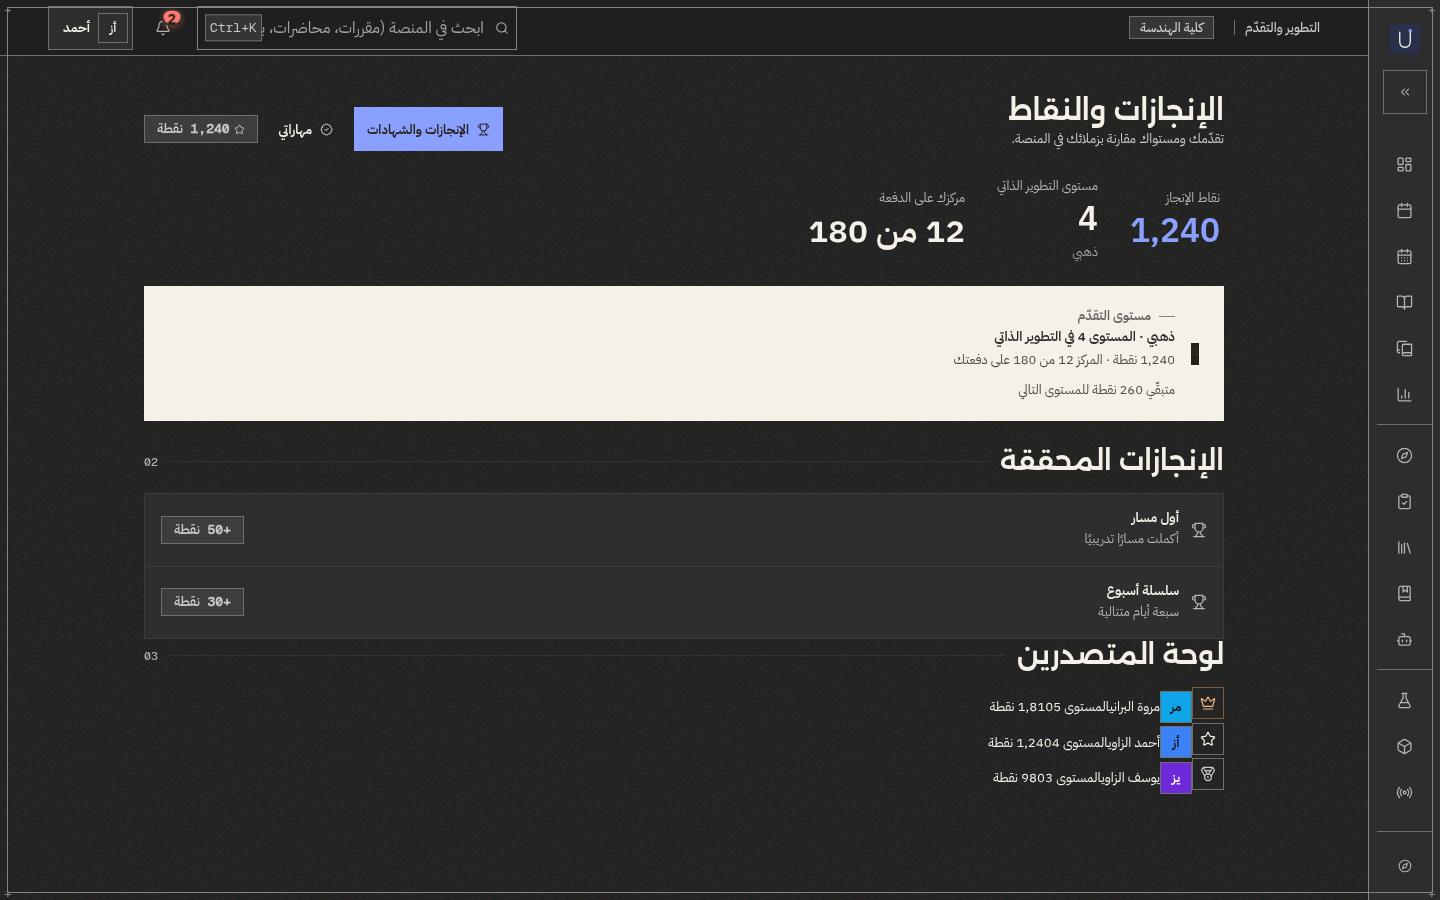 التطوير والتقدّم
كلية الهندسة
ابحث في المنصة (مقررات، محاضرات، ب
Ctrl+K
2
أز
أحمد
الإنجازات والنقاط
تقدّمك ومستواك مقارنة بزملائك في المنصة.
الإنجازات والشهادات
مهاراتي
1,240 نقطة
نقاط الإنجاز
1,240
مستوى التطوير الذاتي
4
ذهبي
مركزك على الدفعة
12 من 180
مستوى التقدّم
ذهبي · المستوى 4 في التطوير الذاتي
1,240 نقطة · المركز 12 من 180 على دفعتك
متبقّي 260 نقطة للمستوى التالي
الإنجازات المحققة
02
أول مسار
أكملت مسارًا تدريبيًا
+50 نقطة
سلسلة أسبوع
سبعة أيام متتالية
+30 نقطة
لوحة المتصدرين
03
مر
مروة البرانيالمستوى 1,8105 نقطة
أز
أحمد الزاويالمستوى 1,2404 نقطة
يز
يوسف الزاويالمستوى 9803 نقطة